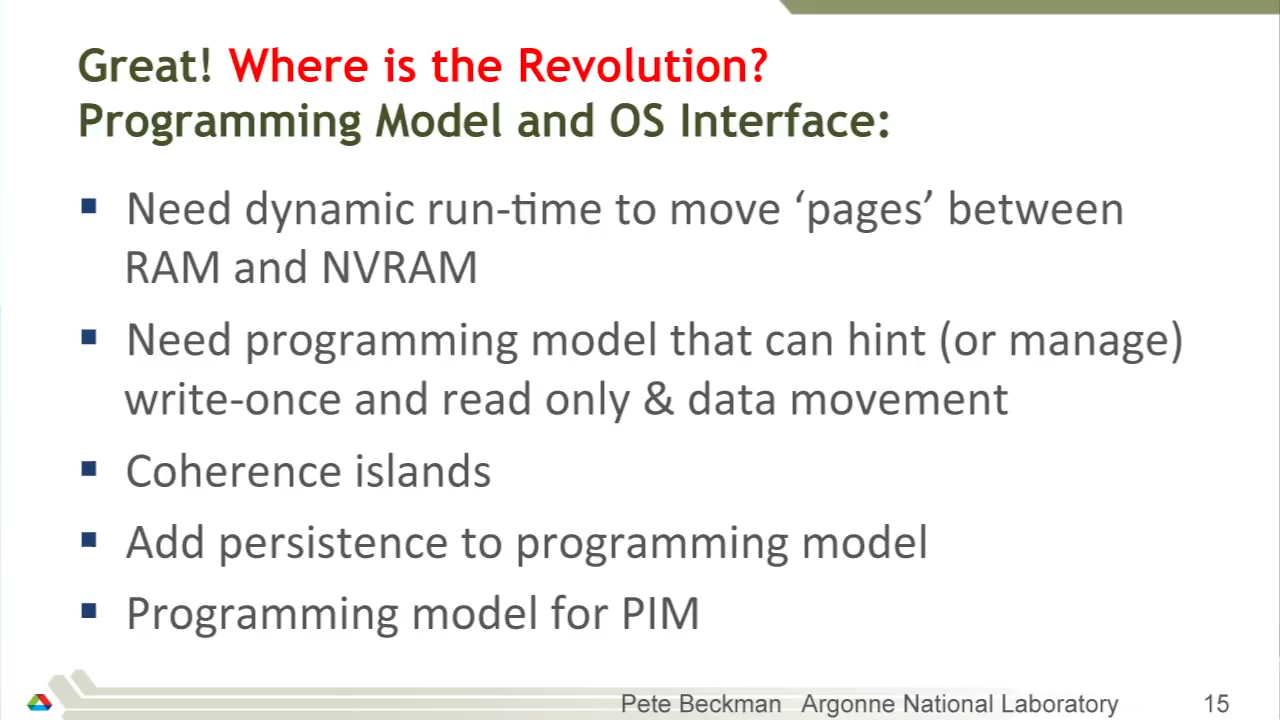 Great! Where is the Revolution?
Programming Model and OS Interface:
▪ Need dynamic run-time to move ‘pages’ between
RAM and NVRAM
▪ Need programming model that can hint (or manage)
write-once and read only & data movement
▪ Coherence islands
▪ Add persistence to programming model
▪ Programming model for PIM
Pete Beckman Argonne National Laboratory 15